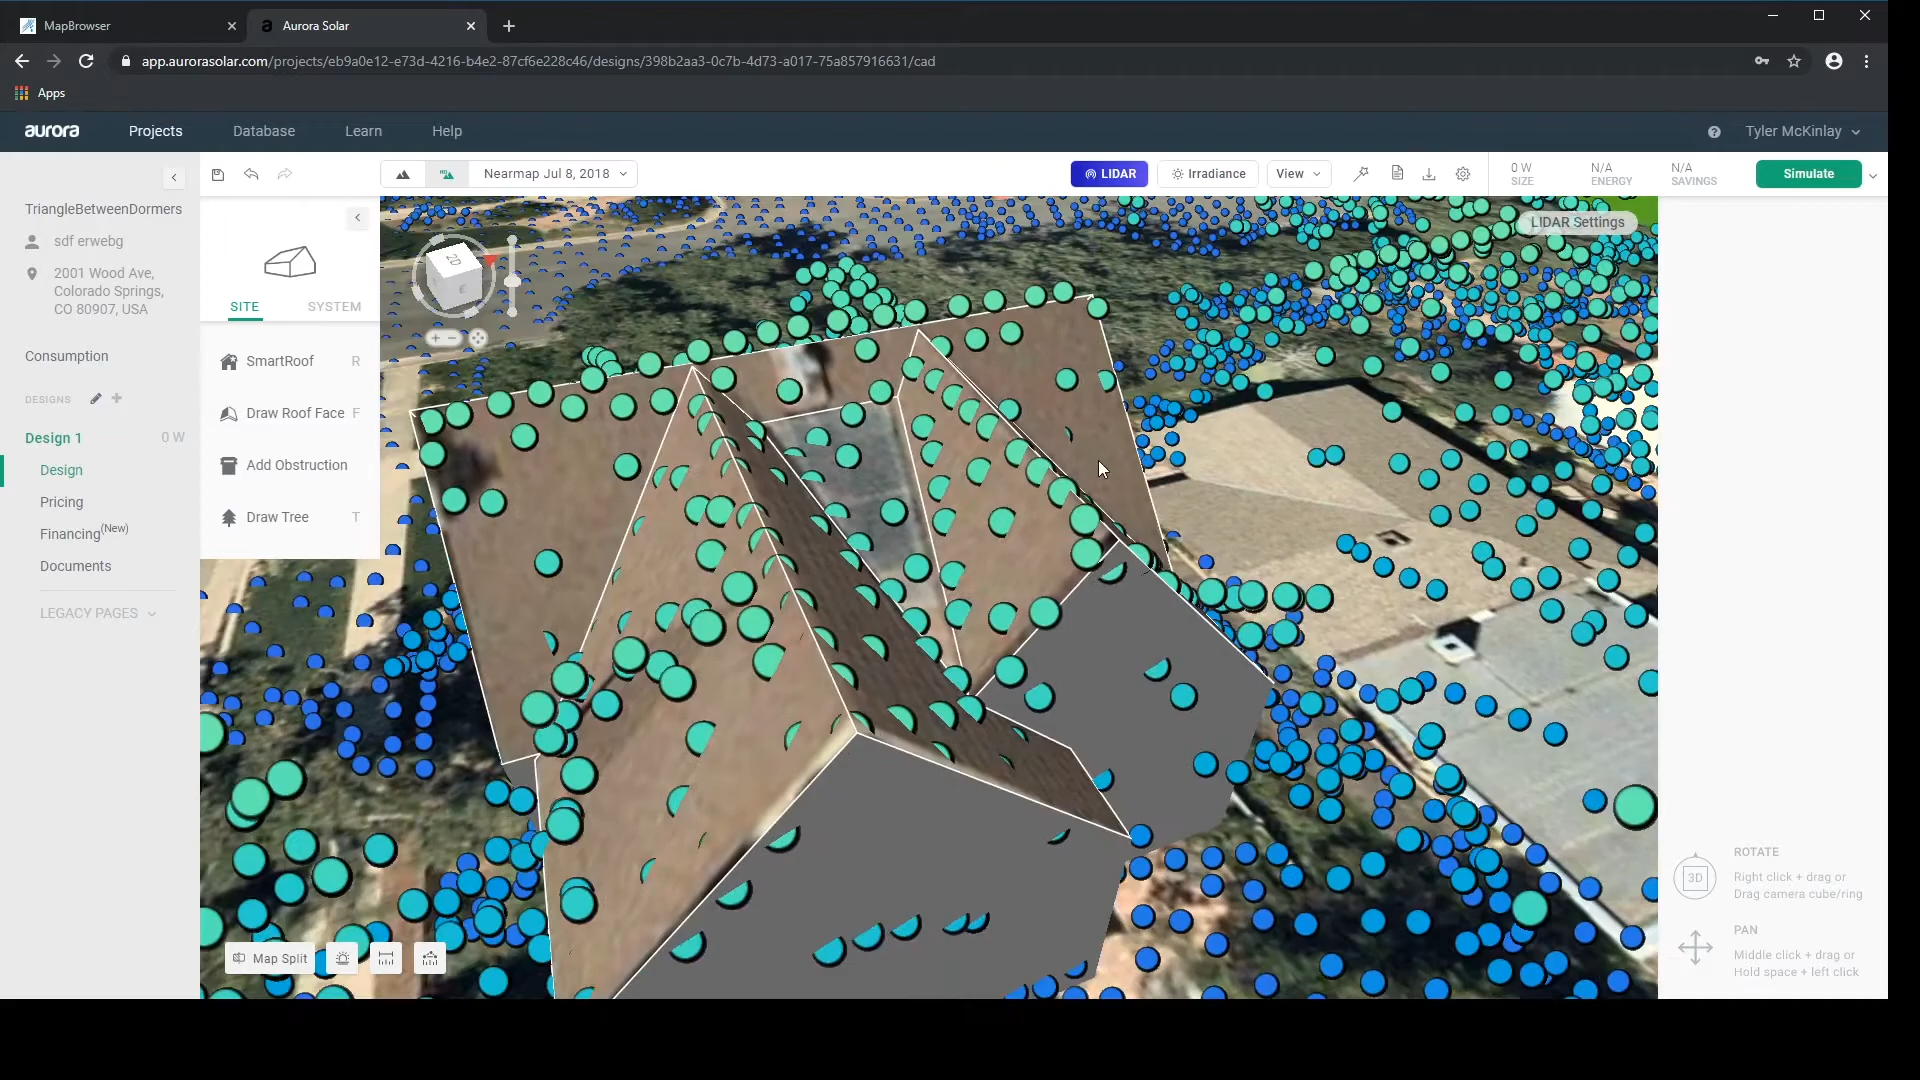 MapBrowser
Aurora Solar
app.aurorasolar.com/projects/eb9a0e12-e73d-4216-b4e2-87cf6e228c46/designs/398b2aa3-0c7b-4d73-a017-75a857916631/cad
Apps
aurora
Projects
Database
Learn
Help
Tyler McKinlay
Nearmap Jul 8, 2018
LIDAR
Irradiance
View
0 W
SIZE
N/A
ENERGY
N/A
SAVINGS
Simulate
TriangleBetweenDormers
sdf erwebg
2001 Wood Ave,
Colorado Springs,
CO 80907, USA
Consumption
DESIGNS
Design 1 0 W
Design
Pricing
Financing(New)
Documents
LEGACY PAGES
SITE
SYSTEM
SmartRoof R
Draw Roof Face F
Add Obstruction
Draw Tree T
2D
E
LIDAR Settings
Map Split
3D
ROTATE
Right click + drag or
Drag camera cube/ring
PAN
Middle click + drag or
Hold space + left click